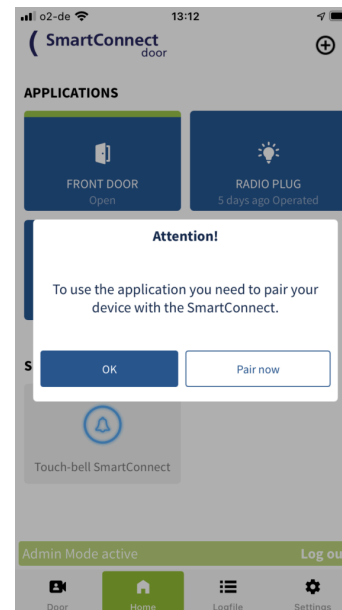 o2-de 13:12
SmartConnect
door
APPLICATIONS
FRONT DOOR
Open
RADIO PLUG
5 days ago Operated
Attention!
To use the application you need to pair your
device with the SmartConnect.
OK
Pair now
S
Touch-bell SmartConnect
Admin Mode active
Log ou
Door
Home
Logfile
Settings